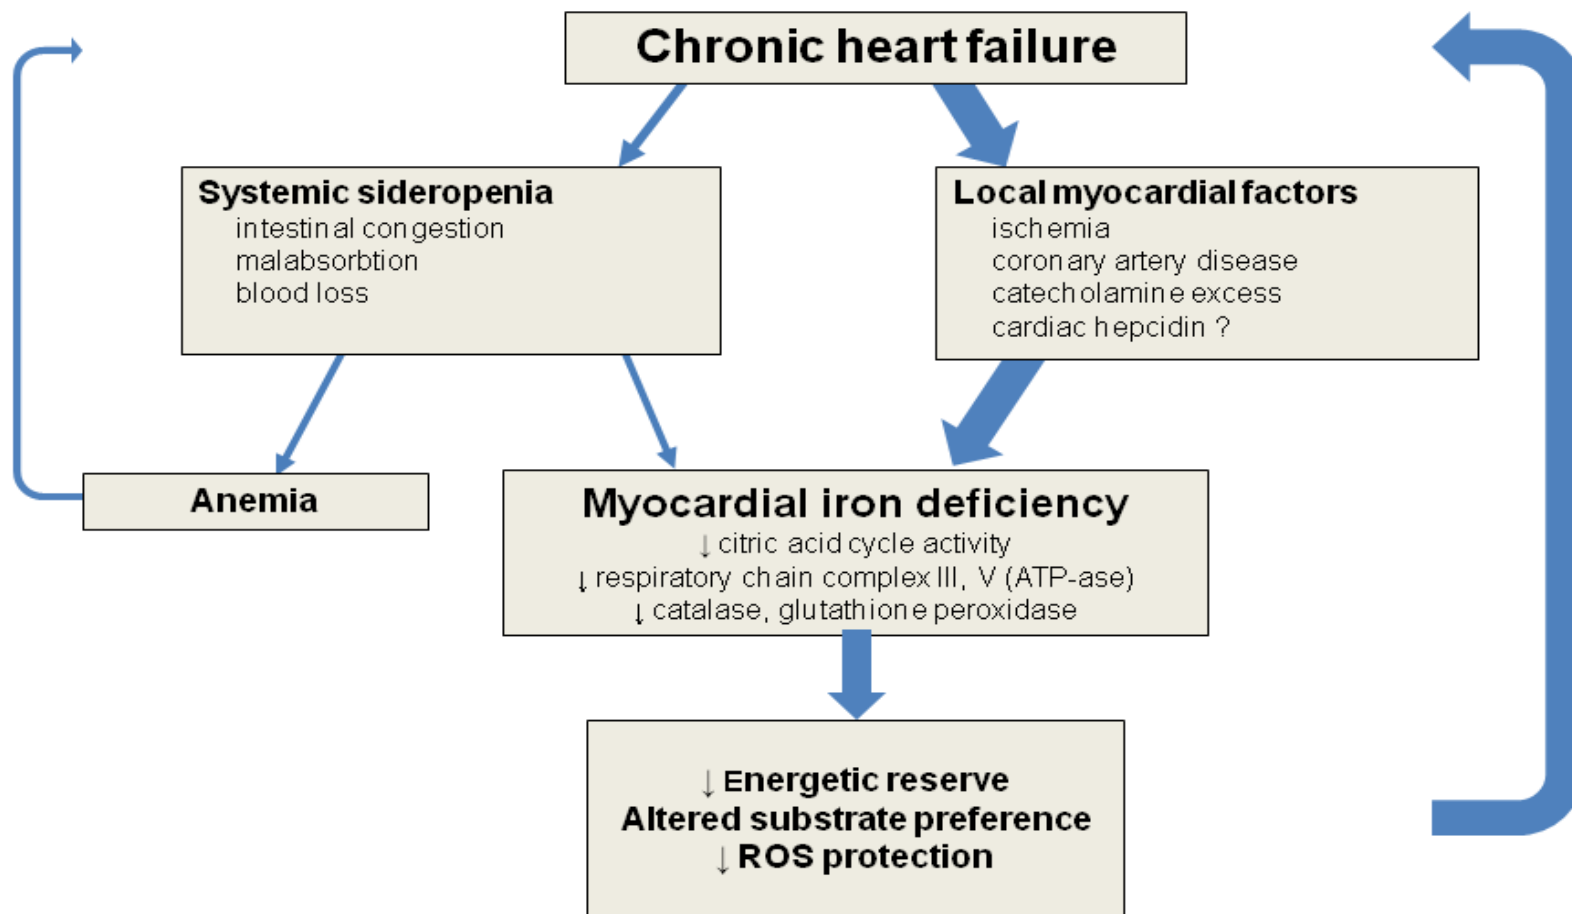 Chronic heart failure
Systemic sideropenia
intestinal congestion
malabsorbtion
blood loss
Local myocardial factors
ischemia
coronary artery disease
catecholamine excess
cardiac hepcidin ?
Anemia
Myocardial iron deficiency
↓ citric acid cycle activity
↓ respiratory chain complex III, V (ATP-ase)
↓ catalase, glutathione peroxidase
↓ Energetic reserve
Altered substrate preference
↓ ROS protection